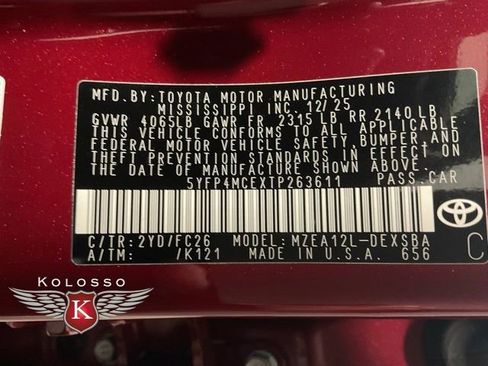 MFD.BY:TOYOTA MOTOR MANUFACTURING
MISSISSIPPI INC. 12/25
GVWR 4065LB GAWR FR 2315 LB RR 2140 LB
THIS VEHICLE CONFORMS TO ALL APPLICABLE
FEDERAL MOTOR VEHICLE SAFETY, BUMPER, AND
THEFT PREVENTION STANDARDS IN EFFECT ON
THE DATE OF MANUFACTURE SHOWN ABOVE.
5YFP4MCEXTP263611 PASS.CAR
C/TR: 2YD/FC26 MODEL: MZEA12L-DEXSBA
A/TM: /K121 MADE IN U.S.A. 656
TOYOTA
C
KOLOSSO
K